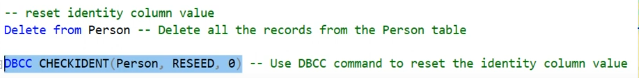 -- reset identity column value
Delete from Person -- Delete all the records from the Person table
DBCC CHECKIDENT(Person, RESEED, 0) -- Use DBCC command to reset the identity column value